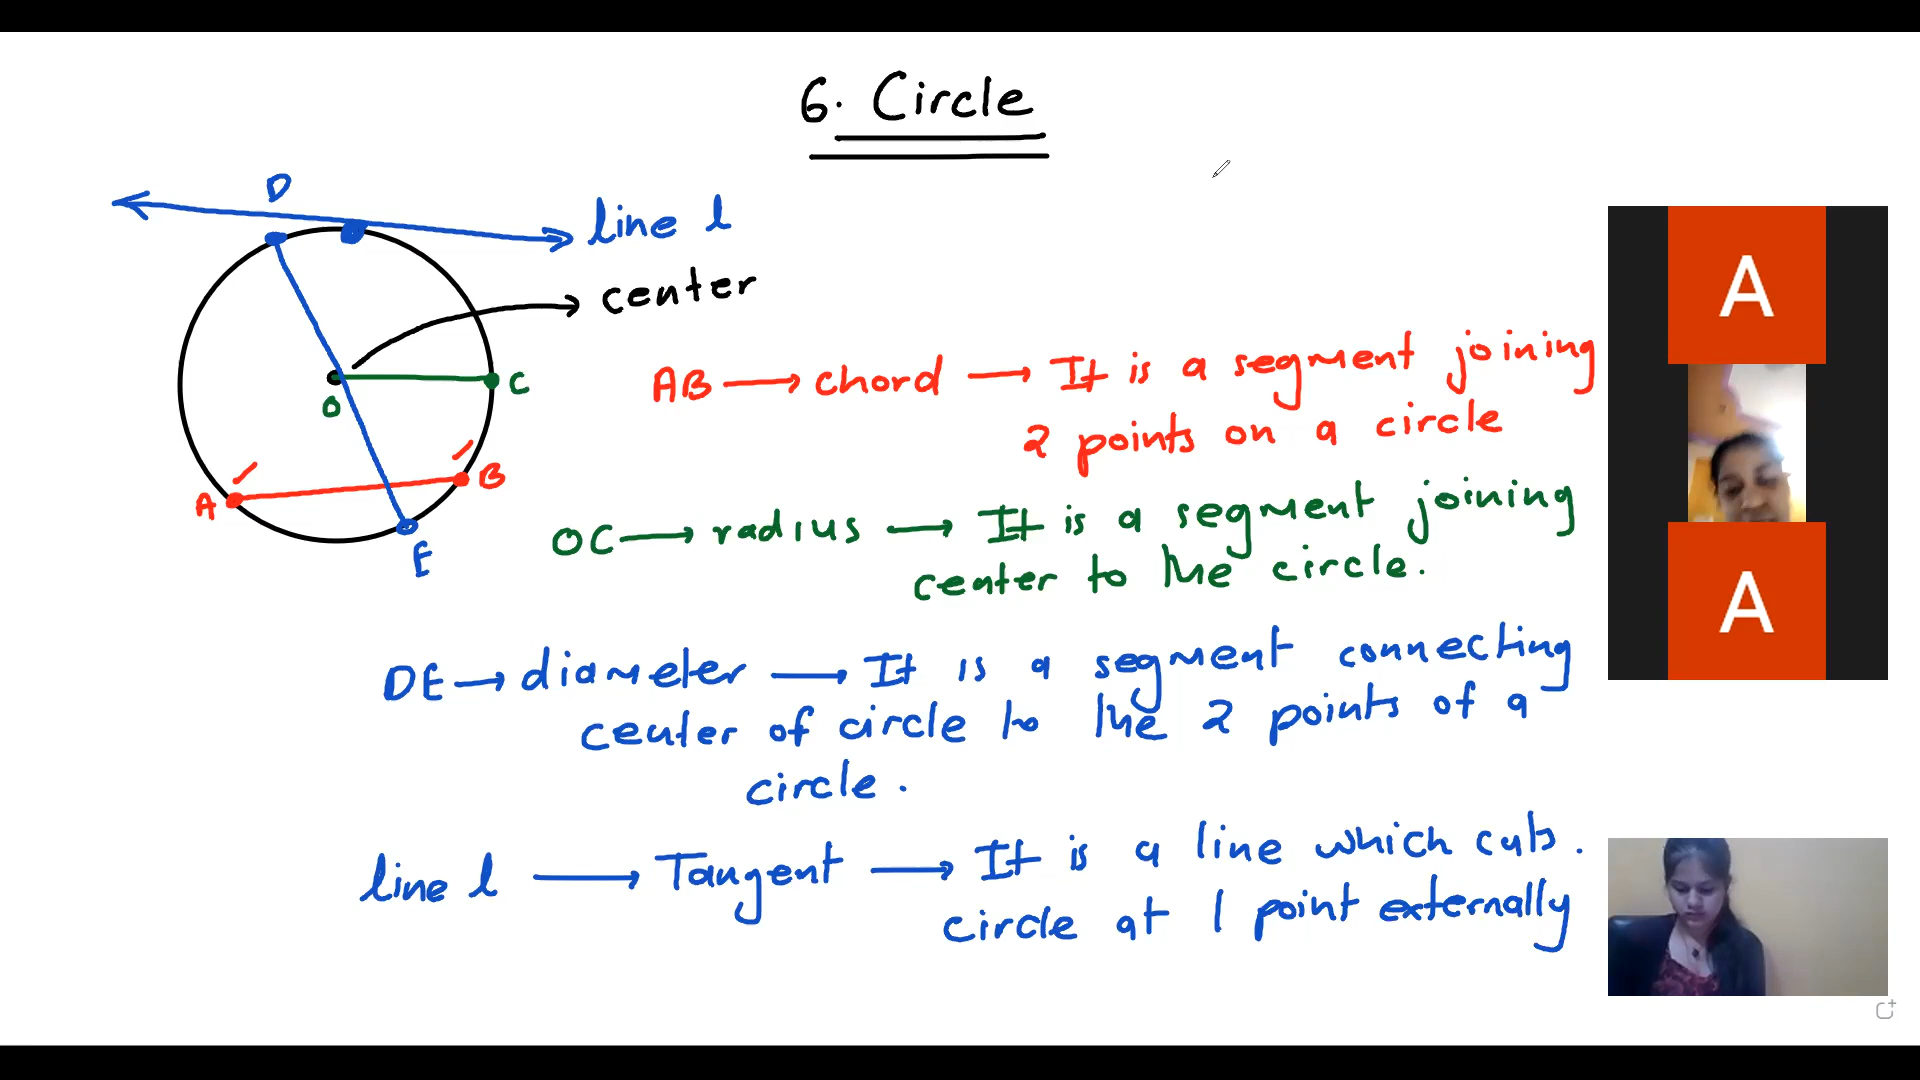 6. Circle
D
line l
center
O
C
A
B
E
AB → chord → It is a segment joining
2 points on a circle
OC → radius → It is a segment joining
center to the circle.
DE → diameter → It is a segment connecting
center of circle to the 2 points of a
circle.
line l → Tangent → It is a line which cuts.
circle at 1 point externally
A
A